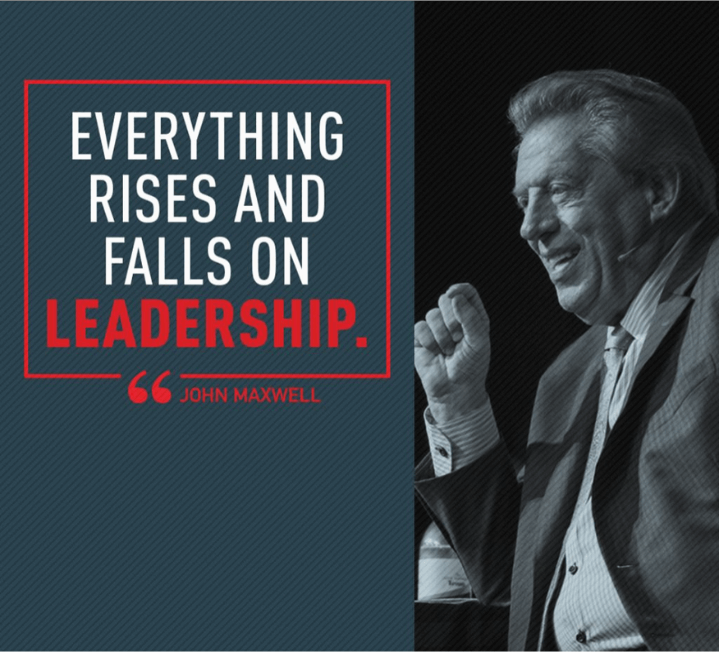 EVERYTHING
RISES AND
FALLS ON
LEADERSHIP.
“ JOHN MAXWELL